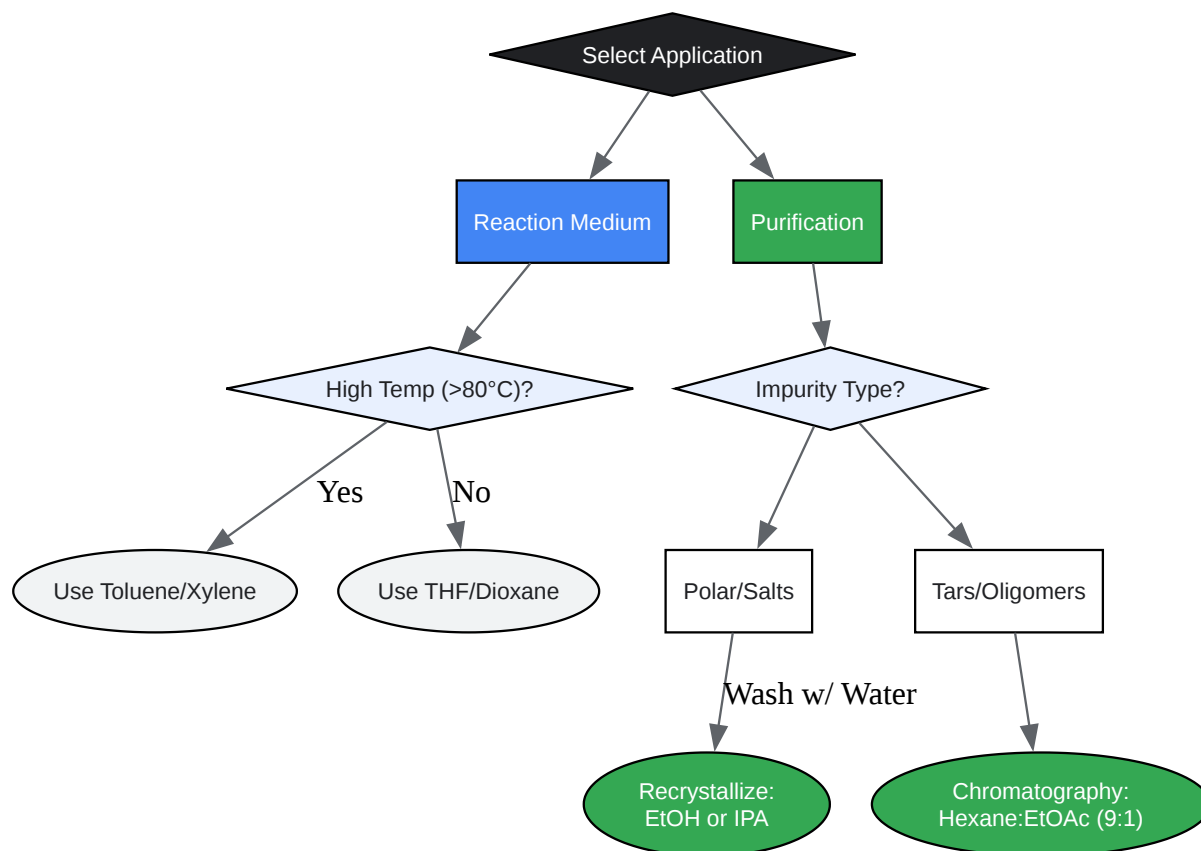 Select Application
Reaction Medium
Purification
High Temp (>80°C)?
Impurity Type?
Yes
No
Use Toluene/Xylene
Use THF/Dioxane
Polar/Salts
Tars/Oligomers
Wash w/ Water
Recrystallize:
EtOH or IPA
Chromatography:
Hexane:EtOAc (9:1)